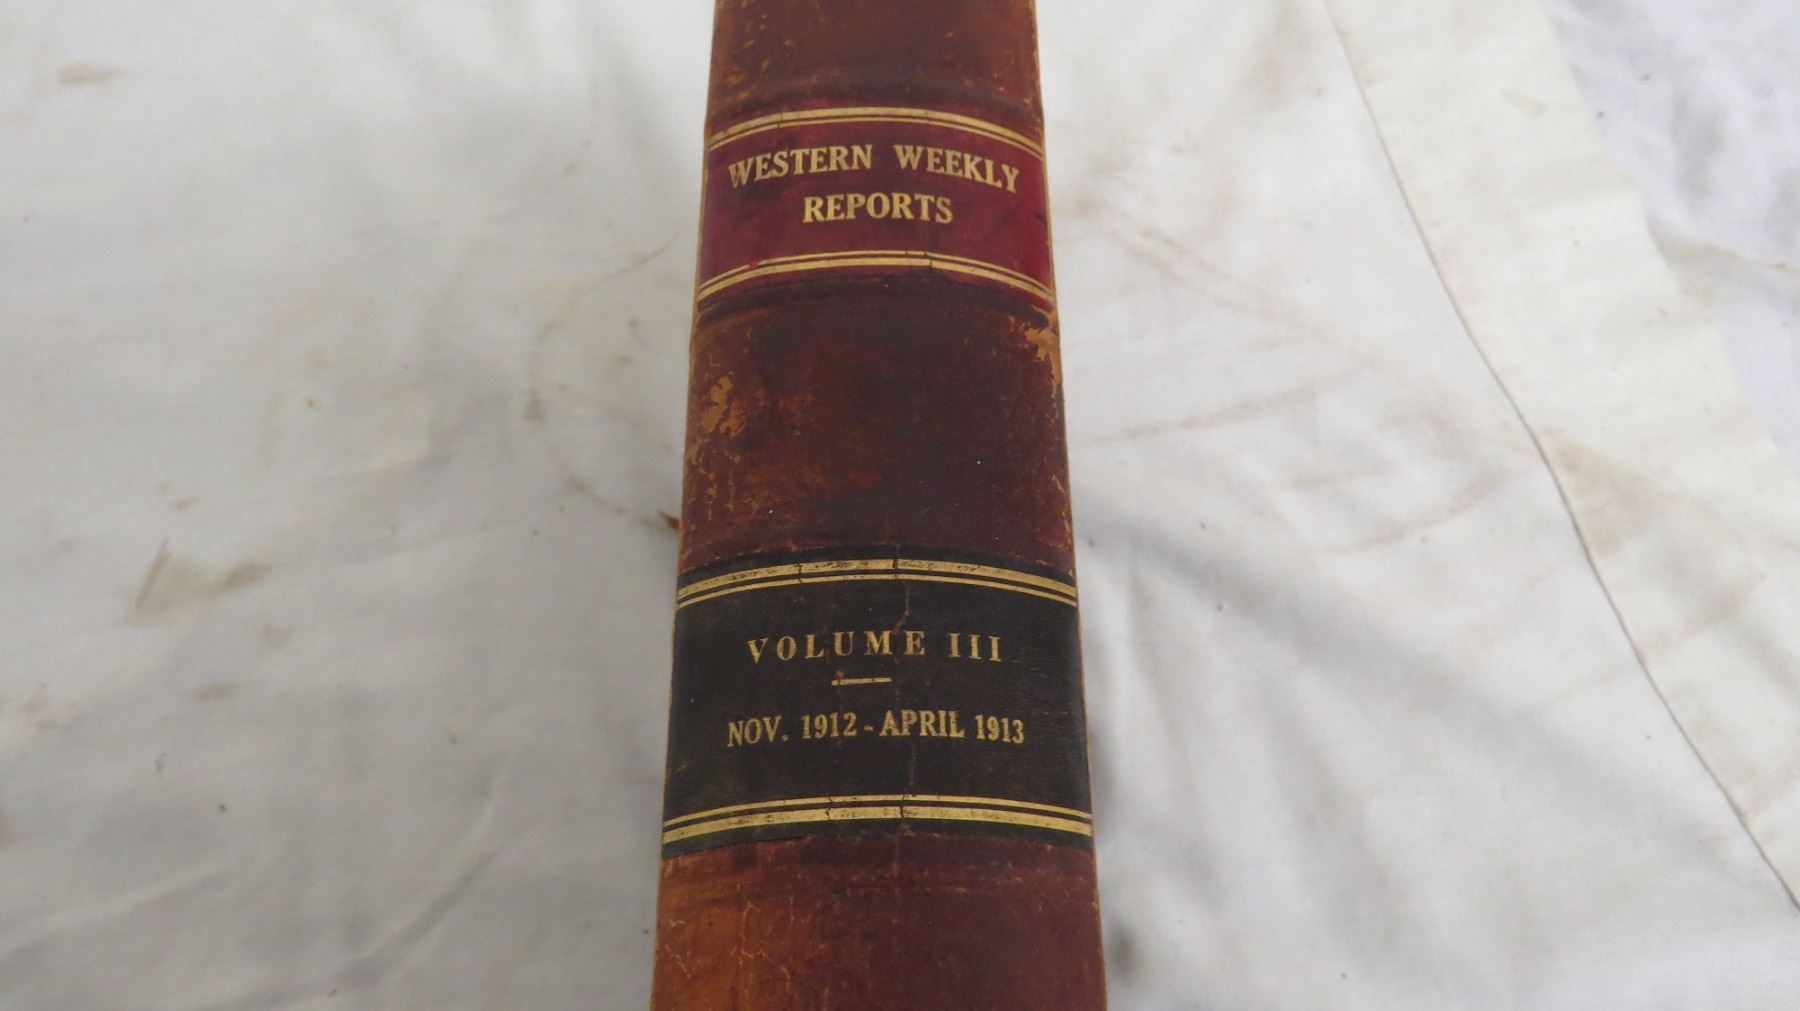 WESTERN WEEKLY
REPORTS
VOLUME III
NOV. 1912 - APRIL 1913